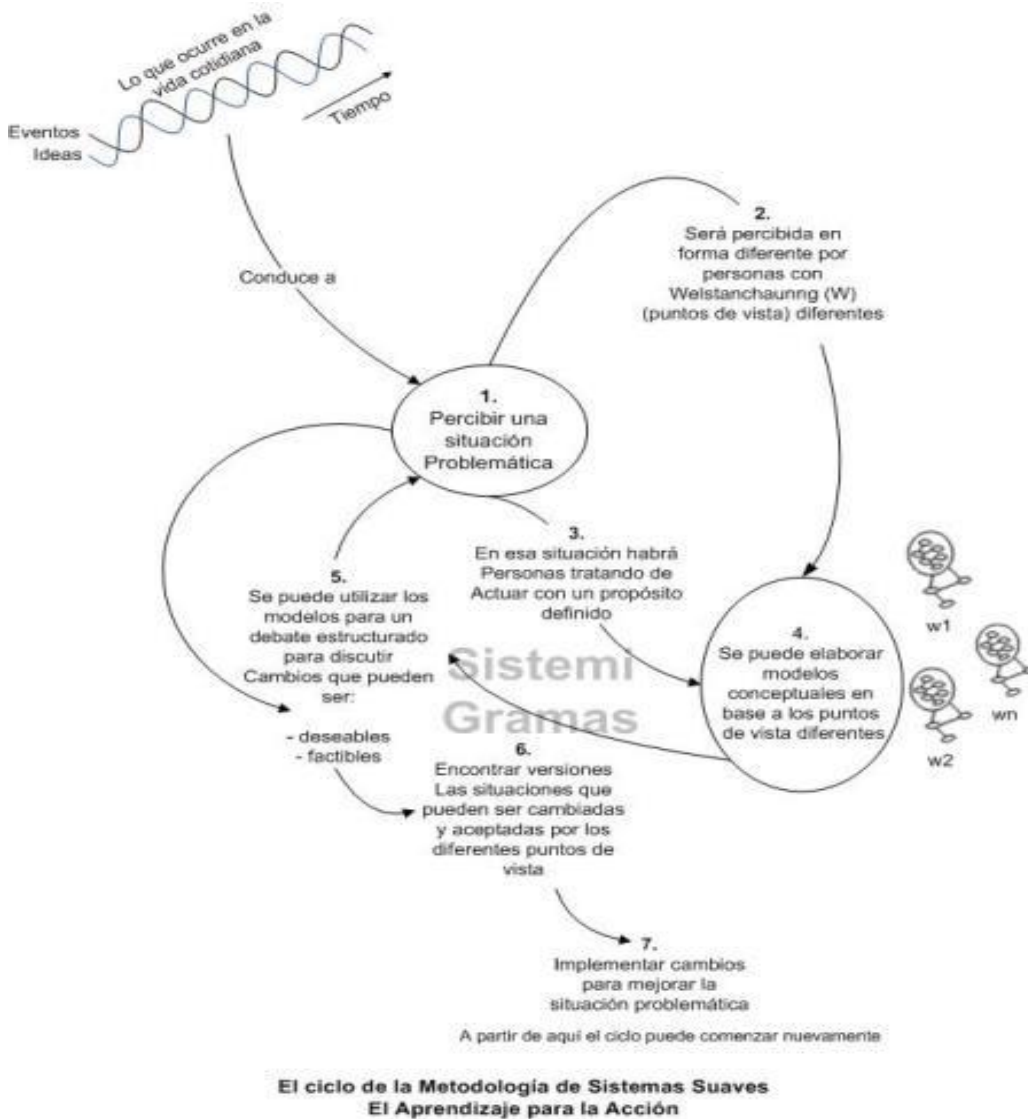 Lo que ocurre en la
vida cotidiana
Tiempo
Eventos
Ideas
Conduce a
1.
Percibir una
situación
Problemática
2.
Será percibida en
forma diferente por
personas con
Welstanchaunng (W)
(puntos de vista) diferentes
3.
En esa situación habrá
Personas tratando de
Actuar con un propósito
definido
4.
Se puede elaborar
modelos
conceptuales en
base a los puntos
de vista diferentes
w1
wn
w2
5.
Se puede utilizar los
modelos para un
debate estructurado
para discutir
Cambios que pueden
ser:
- deseables
- factibles
Sistemi
Gramas
6.
Encontrar versiones
Las situaciones que
pueden ser cambiadas
y aceptadas por los
diferentes puntos de
vista
7.
Implementar cambios
para mejorar la
situación problemática
A partir de aquí el ciclo puede comenzar nuevamente
El ciclo de la Metodología de Sistemas Suaves
El Aprendizaje para la Acción